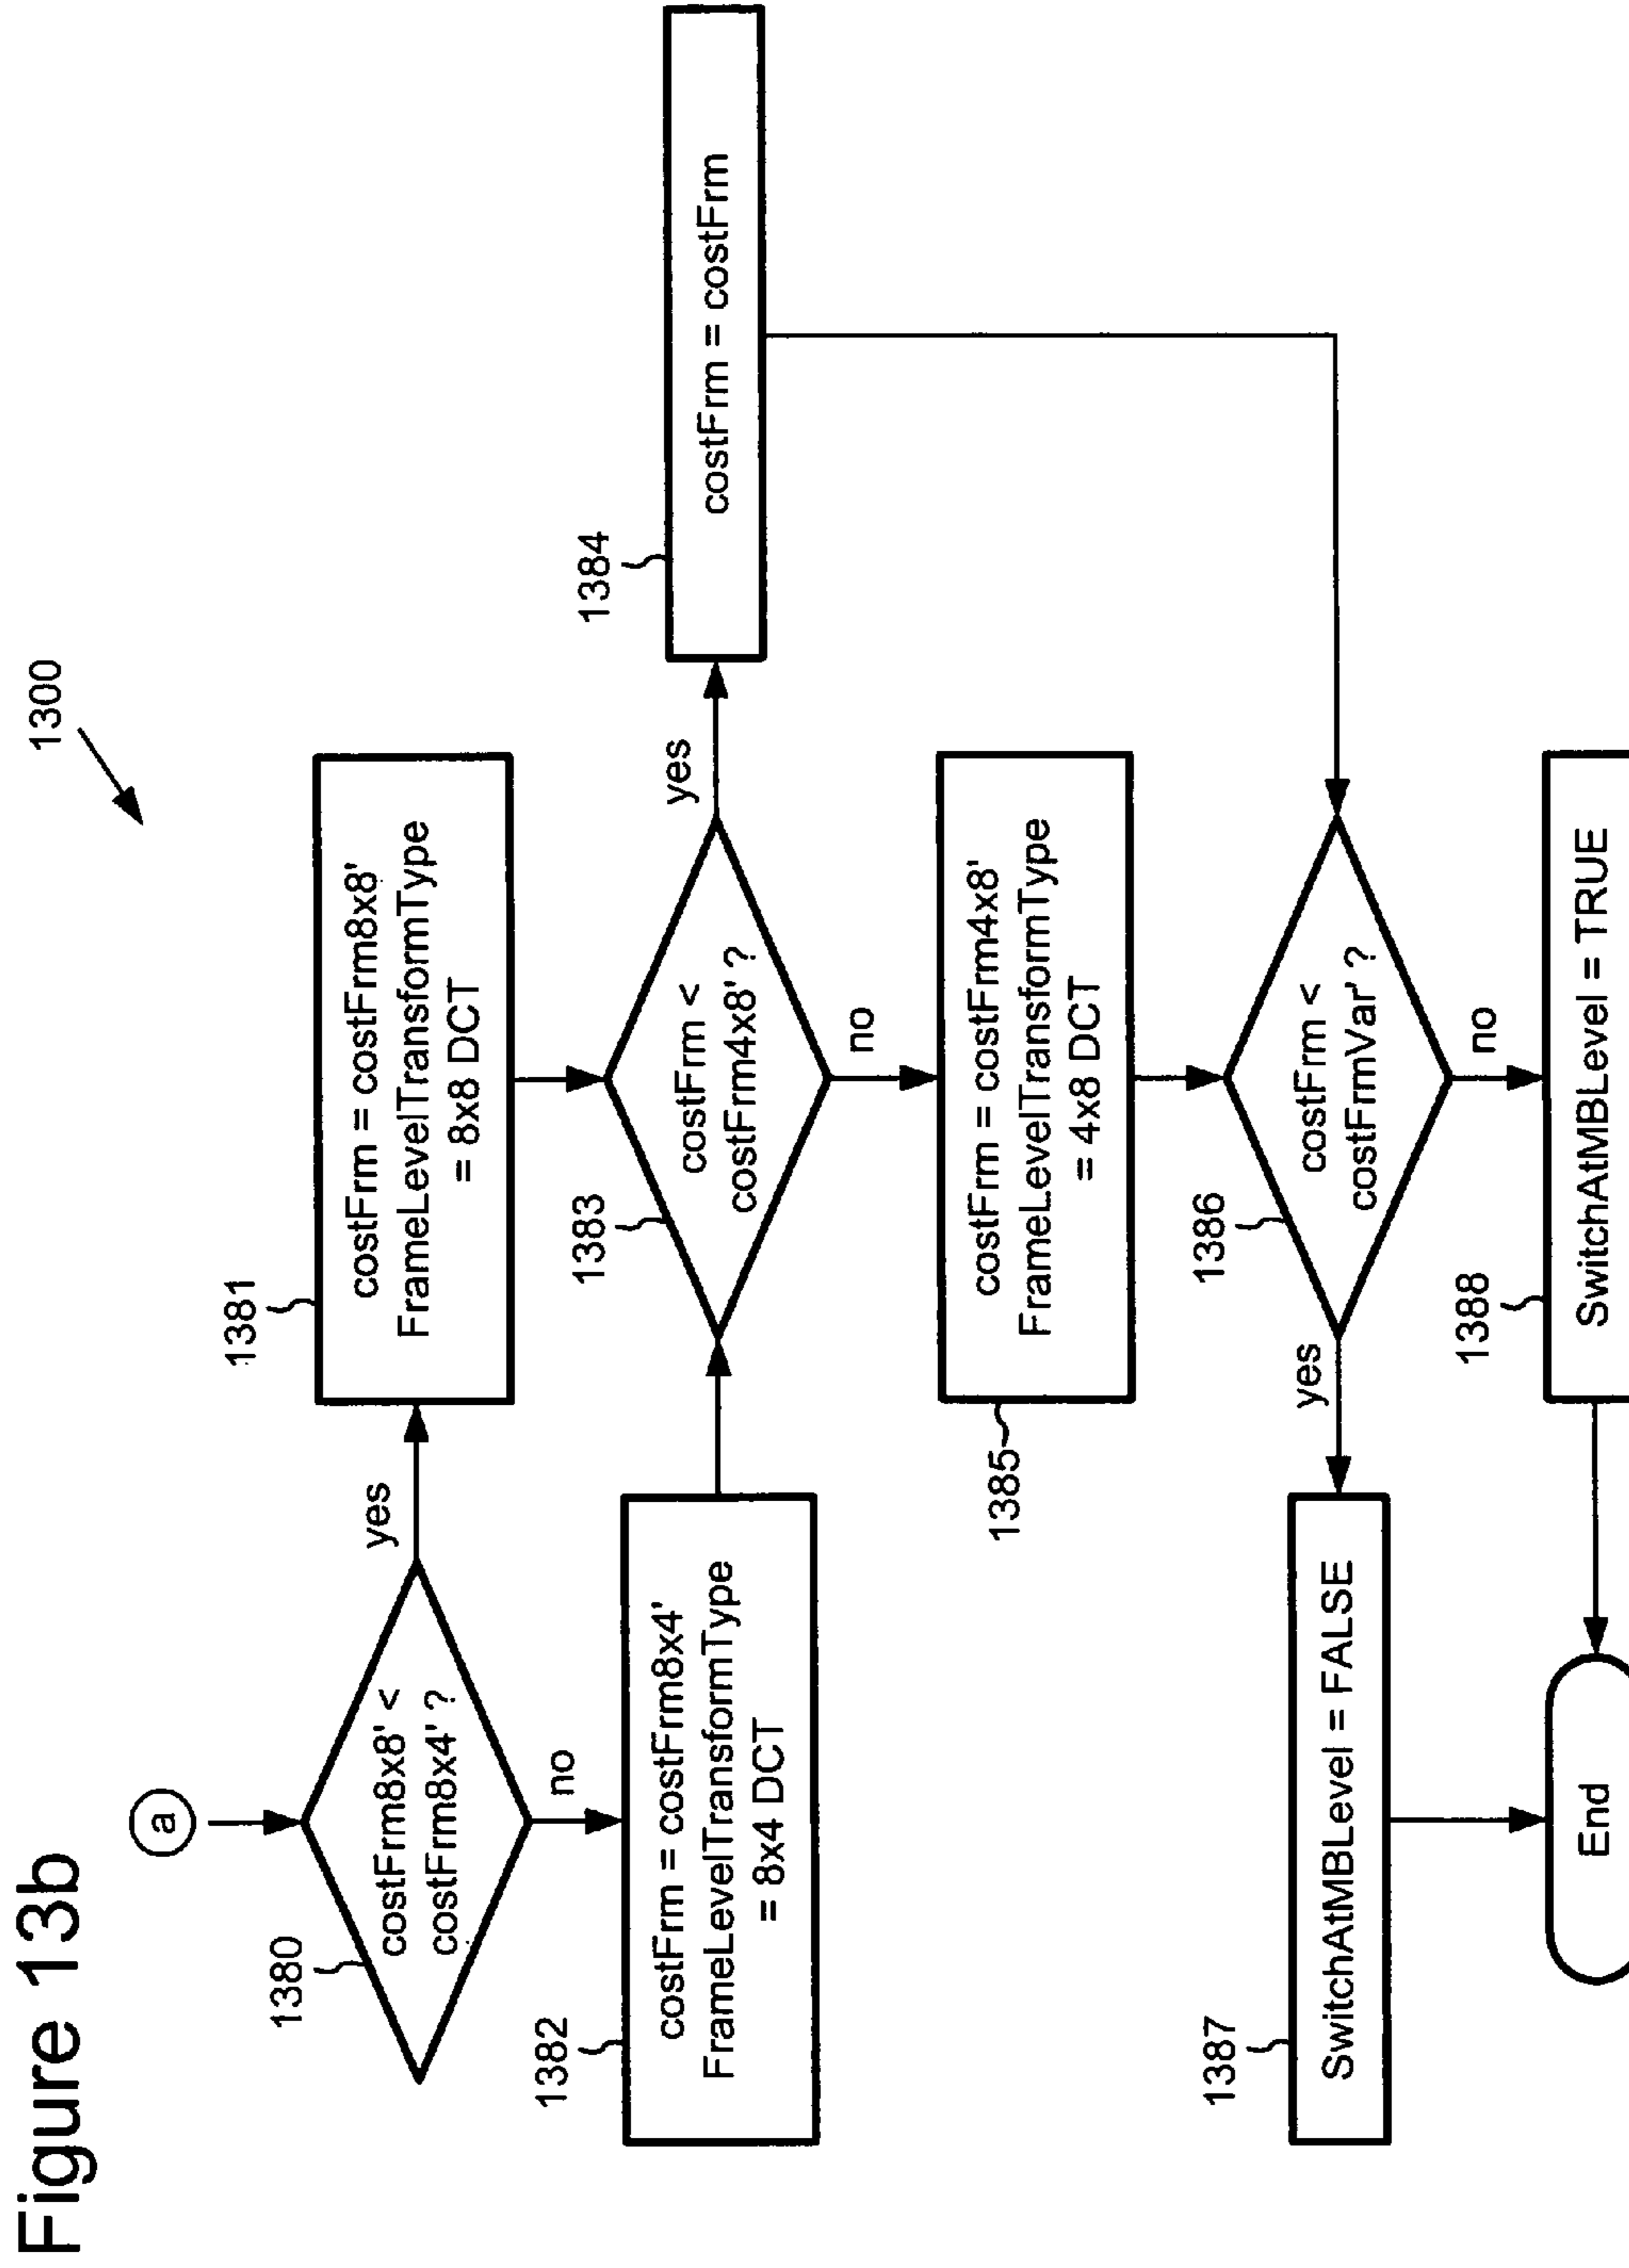 Figure 13b
1300
a
1380
costFrm8x8' <
costFrm8x4' ?
yes
no
1381
costFrm = costFrm8x8'
FrameLevelTransformType
= 8x8 DCT
1382
costFrm = costFrm8x4'
FrameLevelTransformType
= 8x4 DCT
1383
costFrm <
costFrm4x8' ?
yes
no
1384
costFrm = costFrm
1385
costFrm = costFrm4x8'
FrameLevelTransformType
= 4x8 DCT
1386
costFrm <
costFrmVar' ?
yes
no
1387
SwitchAtMBLevel = FALSE
1388
SwitchAtMBLevel = TRUE
End